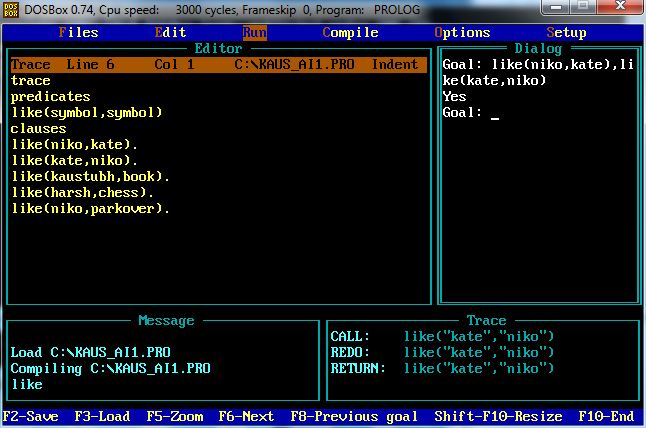 DOS BOX DOSBox 0.74, Cpu speed: 3000 cycles, Frameskip 0, Program: PROLOG
Files Edit Run Compile Options Setup
Editor
Trace Line 6 Col 1 C:\KAUS_AI1.PRO Indent
trace
predicates
like(symbol,symbol)
clauses
like(niko,kate).
like(kate,niko).
like(kaustubh,book).
like(harsh,chess).
like(niko,parkover).
Dialog
Goal: like(niko,kate),li
ke(kate,niko)
Yes
Goal: _
Message
Load C:\KAUS_AI1.PRO
Compiling C:\KAUS_AI1.PRO
like
Trace
CALL: like("kate","niko")
REDO: like("kate","niko")
RETURN: like("kate","niko")
F2-Save F3-Load F5-Zoom F6-Next F8-Previous goal Shift-F10-Resize F10-End